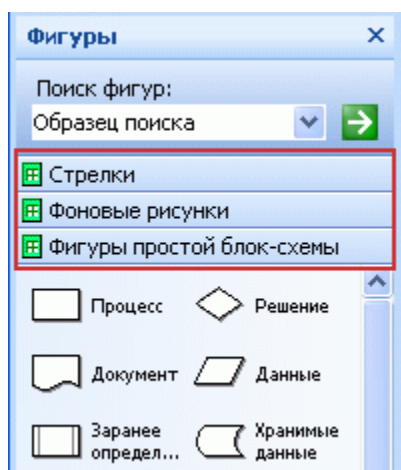 Фигуры
Поиск фигур:
Образец поиска
Стрелки
Фоновые рисунки
Фигуры простой блок-схемы
Процесс
Решение
Документ
Данные
Заранее
определ...
Хранимые
данные